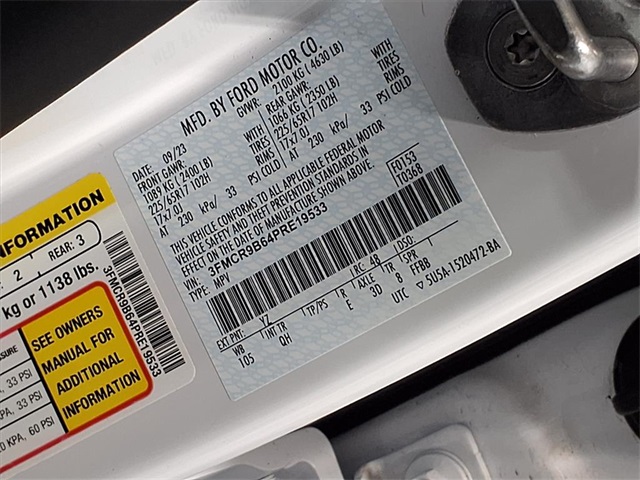 MFD. BY FORD MOTOR CO.
DATE: 09/23 GVWR: 2100 KG ( 4630 LB)
FRONT GAWR: REAR GAWR: WITH
1089 KG (2400 LB) 1066 KG (2350 LB) TIRES
225/65R17 102H TIRES 225/65R17 102H RIMS
17x7.0J RIMS 17x7.0J
AT 230 kPa/ 33 PSI COLD AT 230 kPa/ 33 PSI COLD
THIS VEHICLE CONFORMS TO ALL APPLICABLE FEDERAL MOTOR
VEHICLE SAFETY AND THEFT PREVENTION STANDARDS IN
EFFECT ON THE DATE OF MANUFACTURE SHOWN ABOVE.
VIN: 3FMCR9B64PRE19533 F0153
TYPE: MPV T0368
EXT PNT: YZ RC: 48 DSO:
WB INT TR TP/PS R AXLE TR
105 QH E 3D 8 FFBB
UTC 5U5A-1520472-BA
INFORMATION
: 2 REAR: 3
kg or 1138 lbs.
3FMCR9B64PRE19533
SEE OWNERS
MANUAL FOR
ADDITIONAL
INFORMATION
PA, 33 PSI
PA, 33 PSI
0 KPA, 60 PSI